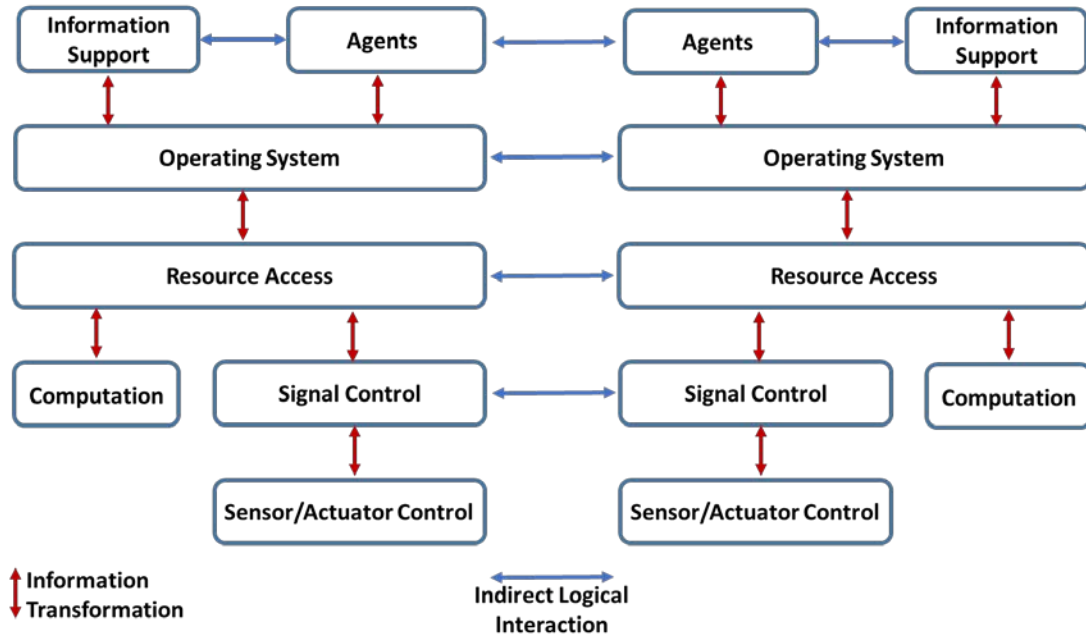 Information
Support
Agents
Agents
Information
Support
Operating System
Operating System
Resource Access
Resource Access
Computation
Signal Control
Signal Control
Computation
Sensor/Actuator Control
Sensor/Actuator Control
Information
Transformation
Indirect Logical
Interaction